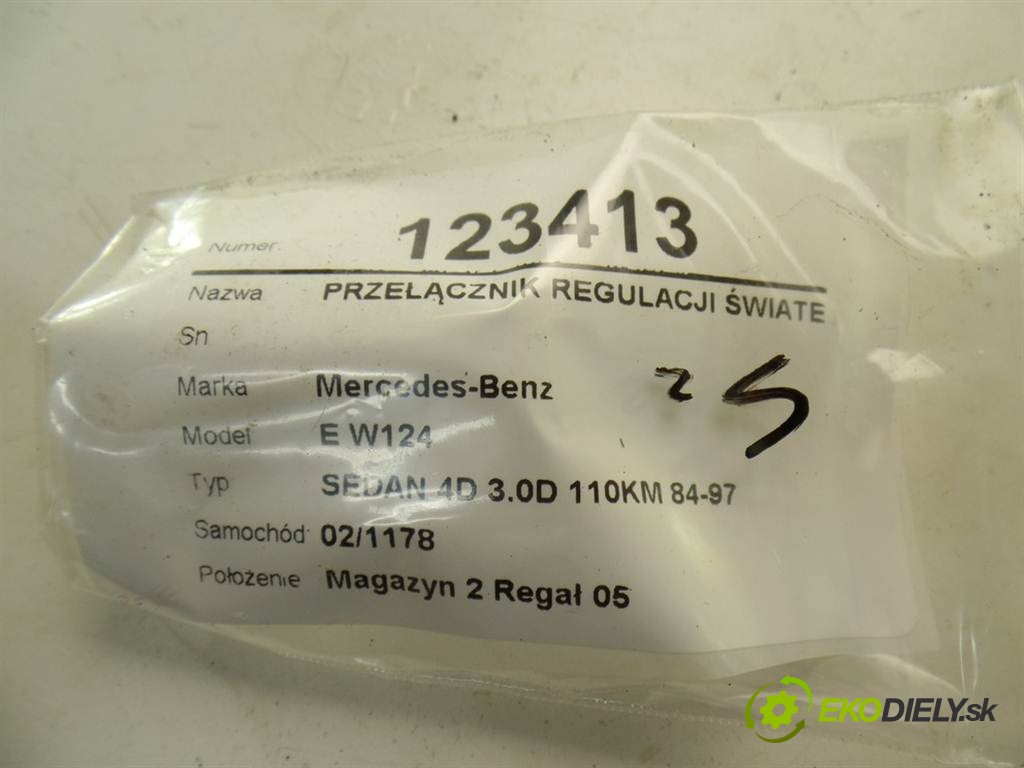 Numer 123413
Nazwa PRZEŁĄCZNIK REGULACJI ŚWIATE
Sn
Marka Mercedes-Benz
Model E W124
Typ SEDAN 4D 3.0D 110KM 84-97
Samochód 02/1178
Położenie Magazyn 2 Regał 05
EKODIELY.sk